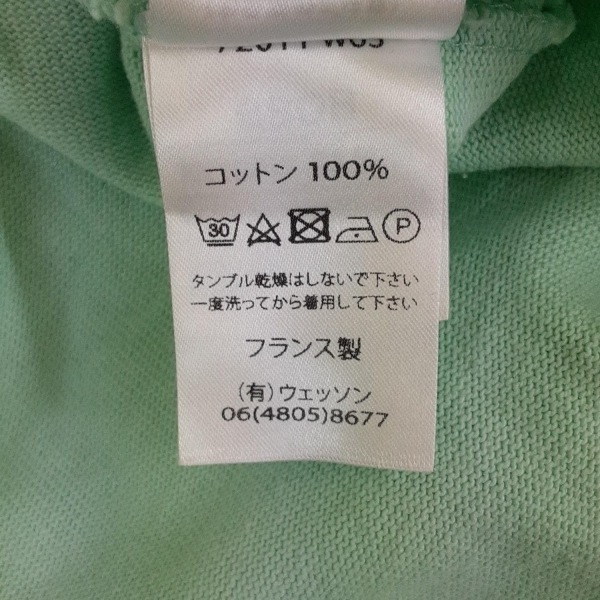 コットン 100%
30 P
タンブル乾燥はしないで下さい
一度洗ってから着用して下さい
フランス製
(有)ウェッソン
06(4805)8677